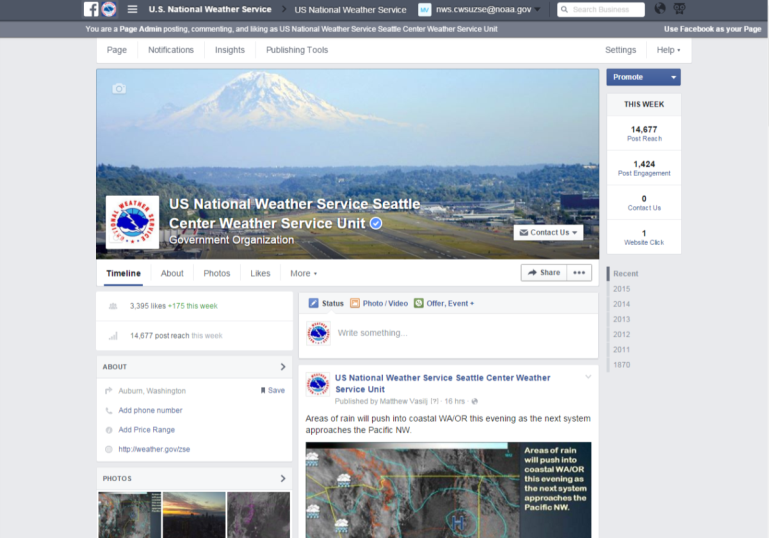 U.S. National Weather Service > US National Weather Service nws.cwsuzse@noaa.gov Search Business
You are a Page Admin posting, commenting, and liking as US National Weather Service Seattle Center Weather Service Unit
Use Facebook as your Page
Page Notifications Insights Publishing Tools Settings Help
US National Weather Service Seattle
Center Weather Service Unit
Government Organization
Contact Us
Timeline About Photos Likes More
Share
Promote
THIS WEEK
14,677
Post Reach
1,424
Post Engagement
0
Contact Us
1
Website Click
Recent
2015
2014
2013
2012
2011
1870
3,395 likes +175 this week
14,677 post reach this week
ABOUT
Auburn, Washington
Save
Add phone number
Add Price Range
http://weather.gov/zse
PHOTOS
Status Photo / Video Offer, Event +
Write something...
US National Weather Service Seattle Center Weather
Service Unit
Published by Matthew Vasilj [?] · 16 hrs ·
Areas of rain will push into coastal WA/OR this evening as the next system
approaches the Pacific NW.
Areas of rain
will push into
coastal WA/OR
this evening as
the next system
approaches the
Pacific NW.
H